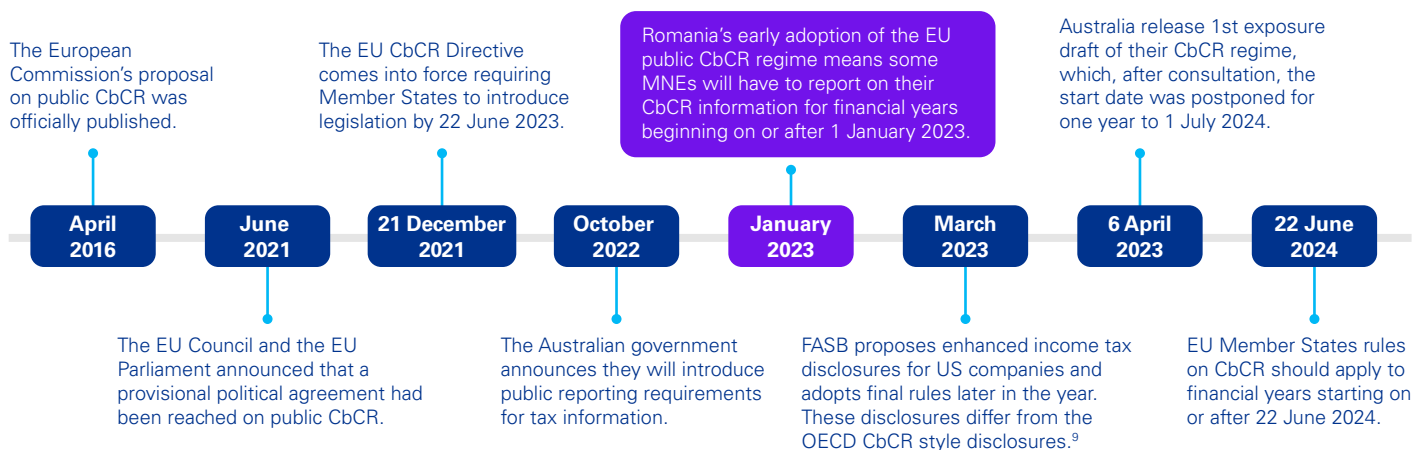 The European
Commission's proposal
on public CbCR was
officially published.
The EU CbCR Directive
comes into force requiring
Member States to introduce
legislation by 22 June 2023.
Romania's early adoption of the EU
public CbCR regime means some
MNEs will have to report on their
CbCR information for financial years
beginning on or after 1 January 2023.
Australia release 1st exposure
draft of their CbCR regime,
which, after consultation, the
start date was postponed for
one year to 1 July 2024.
April
2016
June
2021
21 December
2021
October
2022
January
2023
March
2023
6 April
2023
22 June
2024
The EU Council and the EU
Parliament announced that a
provisional political agreement had
been reached on public CbCR.
The Australian government
announces they will introduce
public reporting requirements
for tax information.
FASB proposes enhanced income tax
disclosures for US companies and
adopts final rules later in the year.
These disclosures differ from the
OECD CbCR style disclosures.⁹
EU Member States rules
on CbCR should apply to
financial years starting on
or after 22 June 2024.